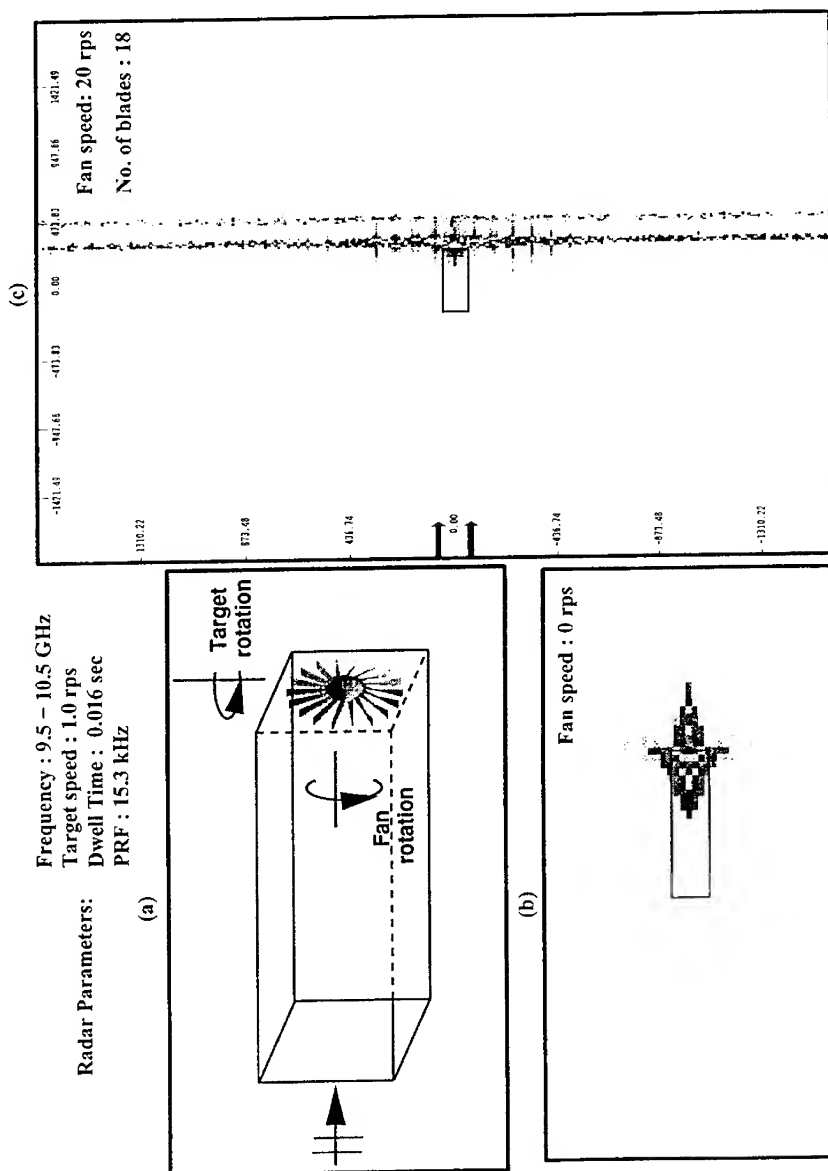 Radar Parameters:
Frequency : 9.5 – 10.5 GHz
Target speed : 1.0 rps
Dwell Time : 0.016 sec
PRF : 15.3 kHz
(a)
Target
rotation
Fan
rotation
(b)
Fan speed : 0 rps
(c)
-1421.49
-947.66
-473.83
0.00
473.83
947.66
1421.49
1310.22
873.48
436.74
0.00
-436.74
-873.48
-1310.22
Fan speed: 20 rps
No. of blades : 18